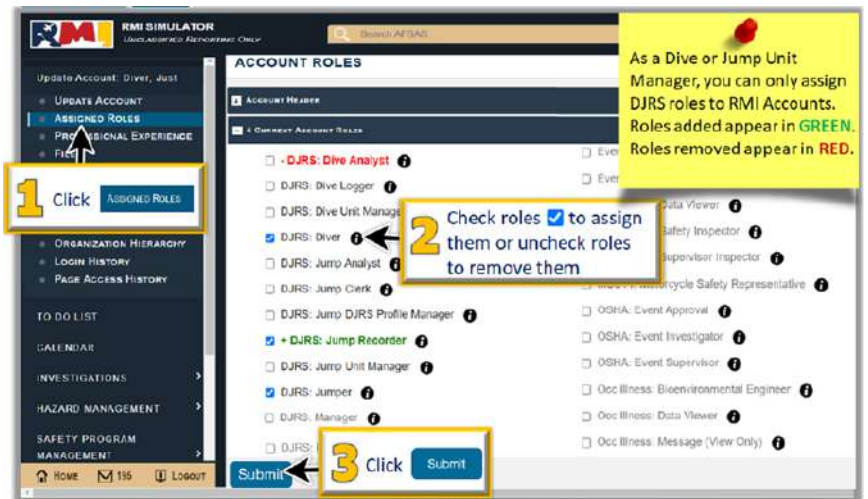 RMI SIMULATOR
UNCLASSIFIED REPORTING ONLY
Search AFSAS
Update Account: Diver, Just
UPDATE ACCOUNT
ASSIGNED ROLES
PROFESSIONAL EXPERIENCE
1 Click ASSIGNED ROLES
ORGANIZATION HIERARCHY
LOGIN HISTORY
PAGE ACCESS HISTORY
TO DO LIST
CALENDAR
INVESTIGATIONS
HAZARD MANAGEMENT
SAFETY PROGRAM
MANAGEMENT
HOME 195 LOGOUT
ACCOUNT ROLES
ACCOUNT HEADER
4 CURRENT ACCOUNT ROLES
- DJRS: Dive Analyst
DJRS: Dive Logger
DJRS: Dive Unit Manage
DJRS: Diver
DJRS: Jump Analyst
DJRS: Jump Clerk
DJRS: Jump DJRS Profile Manager
+ DJRS: Jump Recorder
DJRS: Jump Unit Manager
DJRS: Jumper
DJRS: Manager
DJRS:
Submit
2 Check roles to assign
them or uncheck roles
to remove them
3 Click Submit
Data Viewer
Safety Inspector
Supervisor Inspector
Motorcycle Safety Representative
OSHA: Event Approval
OSHA: Event Investigator
OSHA: Event Supervisor
Occ Illness: Bioenvironmental Engineer
Occ Illness: Data Viewer
Occ Illness: Message (View Only)
As a Dive or Jump Unit
Manager, you can only assign
DJRS roles to RMI Accounts.
Roles added appear in GREEN.
Roles removed appear in RED.